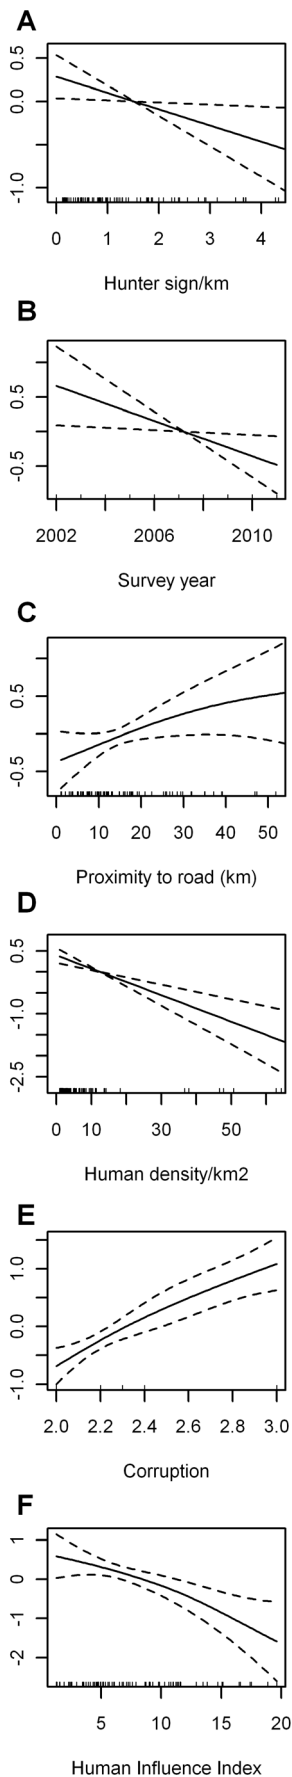 A
0.5
0.0
-1.0
0 1 2 3 4
Hunter sign/km
B
0.5
-0.5
2002 2006 2010
Survey year
C
0.5
-0.5
0 10 20 30 40 50
Proximity to road (km)
D
0.5
-1.0
-2.5
0 10 30 50
Human density/km2
E
1.0
0.0
-1.0
2.0 2.2 2.4 2.6 2.8 3.0
Corruption
F
1
0
-1
-2
5 10 15 20
Human Influence Index